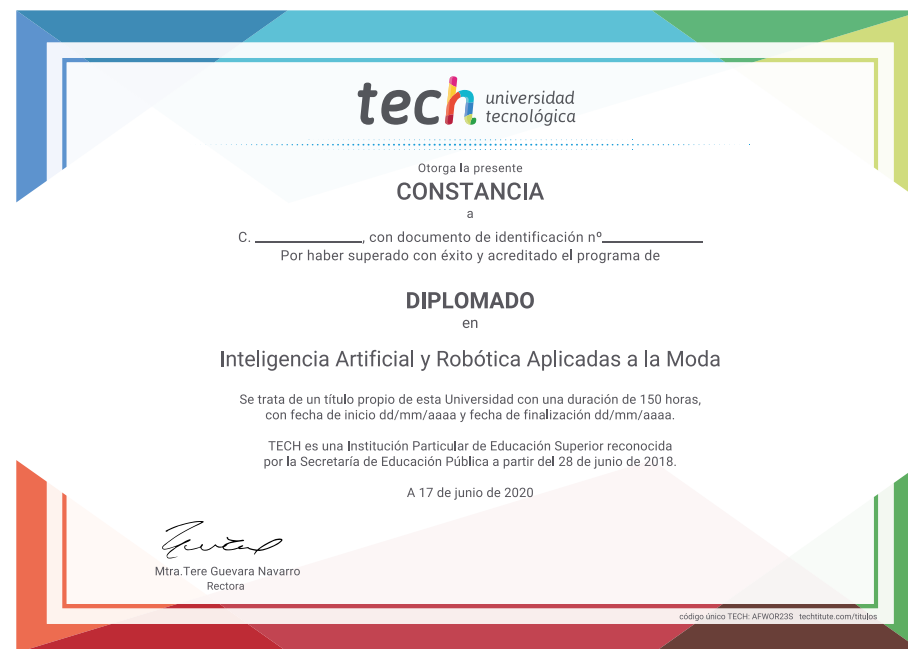 tech universidad
tecnológica
Otorga la presente
CONSTANCIA
a
C. ____________, con documento de identificación nº____________
Por haber superado con éxito y acreditado el programa de
DIPLOMADO
en
Inteligencia Artificial y Robótica Aplicadas a la Moda
Se trata de un título propio de esta Universidad con una duración de 150 horas,
con fecha de inicio dd/mm/aaaa y fecha de finalización dd/mm/aaaa.
TECH es una Institución Particular de Educación Superior reconocida
por la Secretaría de Educación Pública a partir del 28 de junio de 2018.
A 17 de junio de 2020
Mtra.Tere Guevara Navarro
Rectora
código único TECH: AFWOR23S techtitute.com/titulos